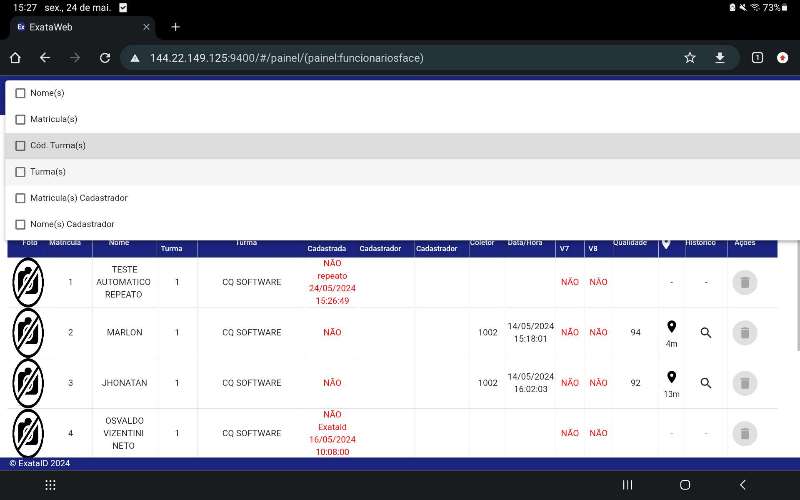 15:27 sex., 24 de mai. 73%
Ex ExataWeb
144.22.149.125:9400/#/painel/(painel:funcionariosface) 1
Nome(s)
Matricula(s)
Cód. Turma(s)
Turma(s)
Matricula(s) Cadastrador
Nome(s) Cadastrador
Foto Matricula Nome Turma Turma Cadastrada Cadastrador Cadastrador Coletor Data/Hora V7 V8 Qualidade Histórico Ações
1 TESTE AUTOMATICO REPEATO 1 CQ SOFTWARE NÃO repeato 24/05/2024 15:26:49 NÃO NÃO - -
2 MARLON 1 CQ SOFTWARE NÃO 1002 14/05/2024 15:18:01 NÃO NÃO 94 4m
3 JHONATAN 1 CQ SOFTWARE NÃO 1002 14/05/2024 16:02:03 NÃO NÃO 92 13m
4 OSVALDO VIZENTINI NETO 1 CQ SOFTWARE NÃO ExataId 16/05/2024 10:08:00 NÃO NÃO - -
© ExataID 2024